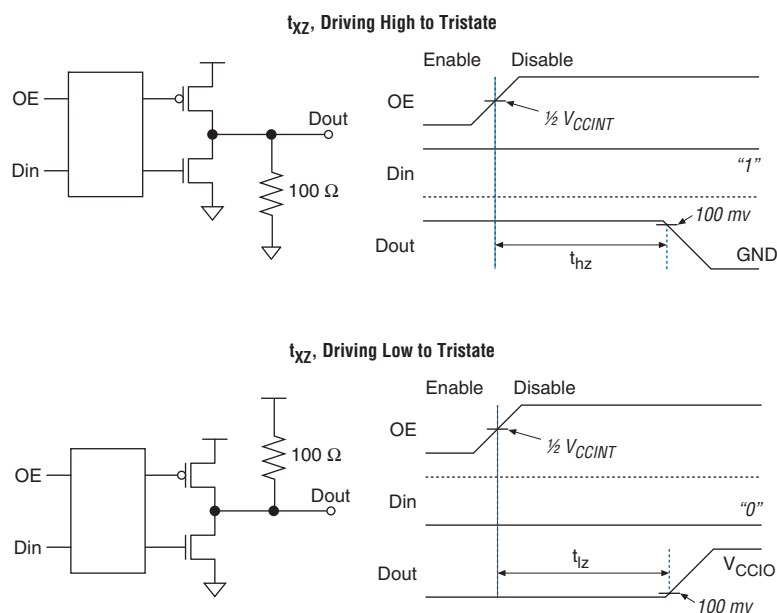 tXZ, Driving High to Tristate
Enable Disable
OE
Din
Dout
100 Ω
OE
½ VCCINT
Din
"1"
100 mv
Dout
GND
thz
tXZ, Driving Low to Tristate
Enable Disable
OE
Din
100 Ω
Dout
OE
½ VCCINT
Din
"0"
Dout
tlz
VCCIO
100 mv